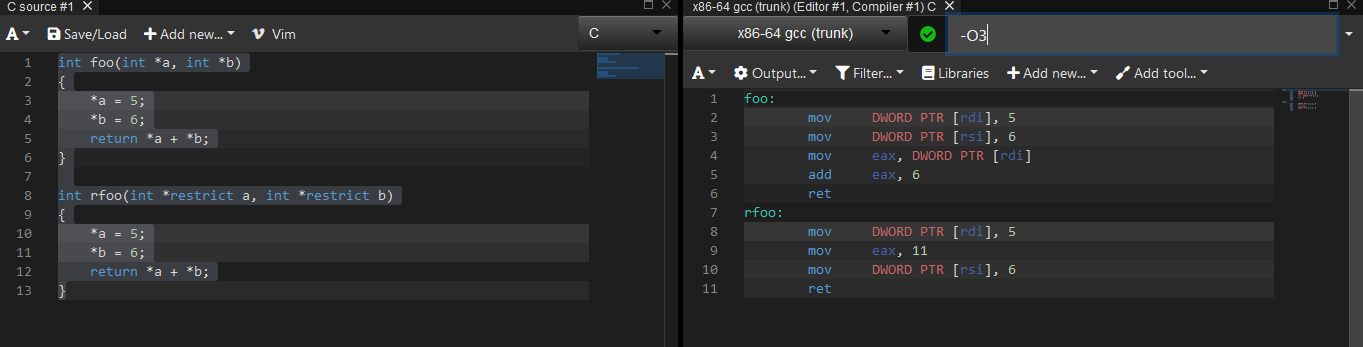 C source #1
A Save/Load Add new... Vim C
1 int foo(int *a, int *b)
2 {
3 *a = 5;
4 *b = 6;
5 return *a + *b;
6 }
7
8 int rfoo(int *restrict a, int *restrict b)
9 {
10 *a = 5;
11 *b = 6;
12 return *a + *b;
13 }
x86-64 gcc (trunk) (Editor #1, Compiler #1) C
x86-64 gcc (trunk) -O3
A Output... Filter... Libraries Add new... Add tool...
1 foo:
2 mov DWORD PTR [rdi], 5
3 mov DWORD PTR [rsi], 6
4 mov eax, DWORD PTR [rdi]
5 add eax, 6
6 ret
7 rfoo:
8 mov DWORD PTR [rdi], 5
9 mov eax, 11
10 mov DWORD PTR [rsi], 6
11 ret